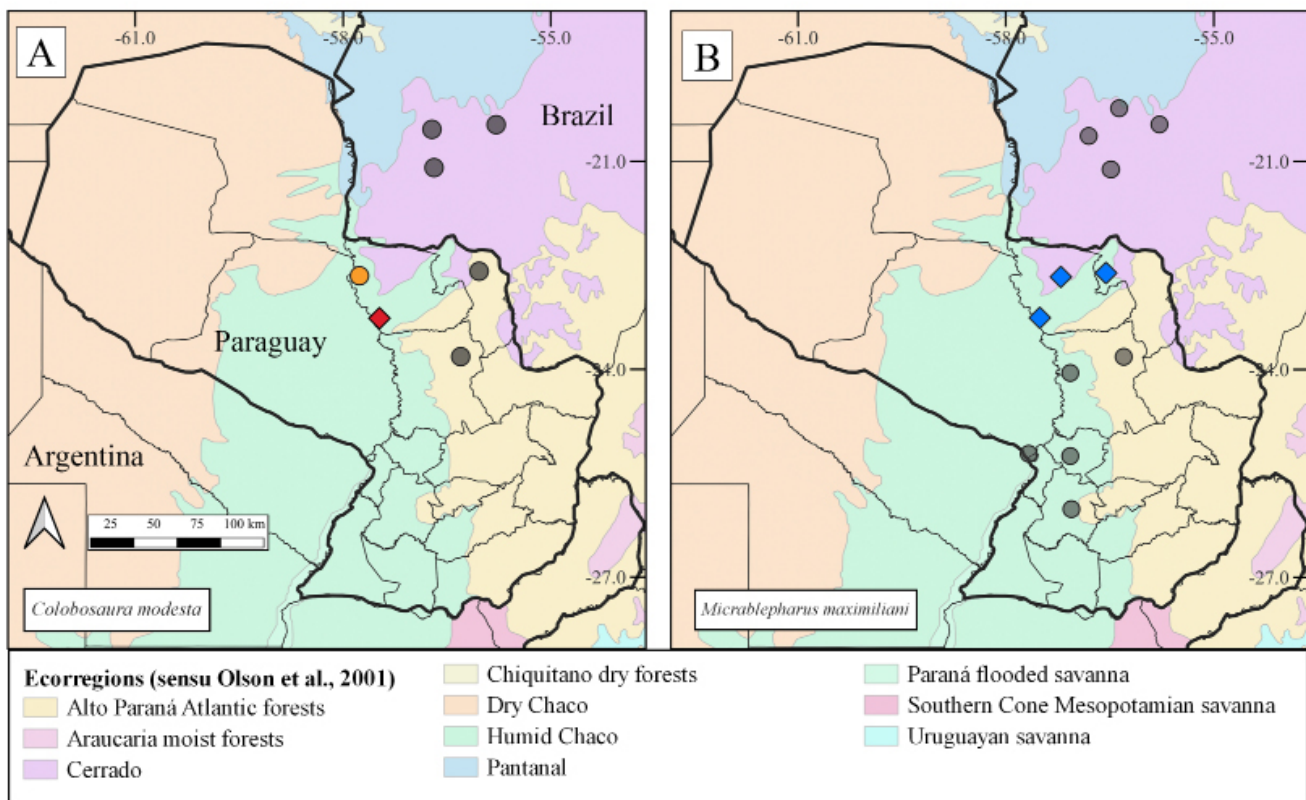 A
-61.0
-58.0
-55.0
Brazil
-21.0
Paraguay
-24.0
Argentina
25 50 75 100 km
-27.0
Colobosaura modesta
B
-61.0
-58.0
-55.0
-21.0
-24.0
-27.0
Micrablepharus maximiliani
Ecorregions (sensu Olson et al., 2001)
Alto Paraná Atlantic forests
Araucaria moist forests
Cerrado
Chiquitano dry forests
Dry Chaco
Humid Chaco
Pantanal
Paraná flooded savanna
Southern Cone Mesopotamian savanna
Uruguayan savanna